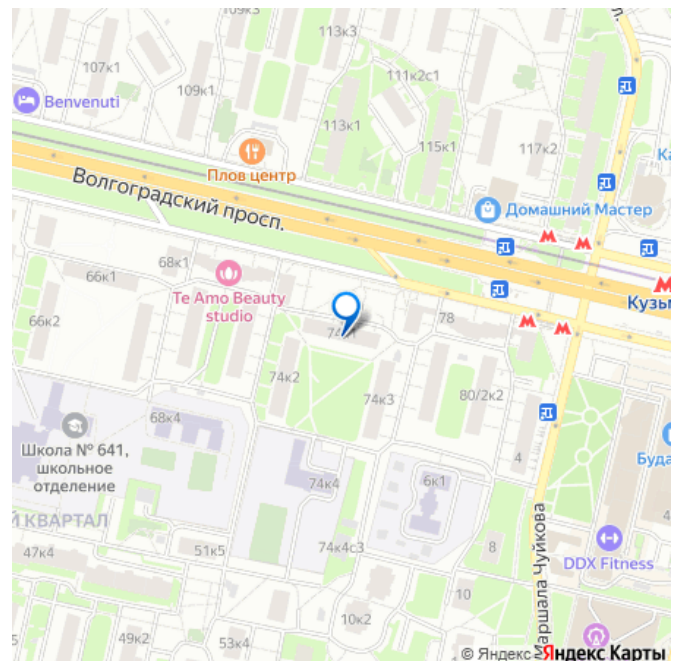 109к3
113к3
107к1
109к1
111к2с1
Benvenuti
113к1
115к1
117к2
Ка
Плов центр
Волгоградский просп.
Домашний Мастер
68к1
66к1
Te Amo Beauty
studio
Кузьм
66к2
78
74к2
74к3
80/2к2
68к4
Школа № 641,
школьное
отделение
4
Буда
74к4
6к1
Й КВАРТАЛ
47к4
51к5
74к4с3
8
DDX Fitness
Маршала Чуйкова
10
10к2
49к2
53к4
© Яндекс Яндекс Карты